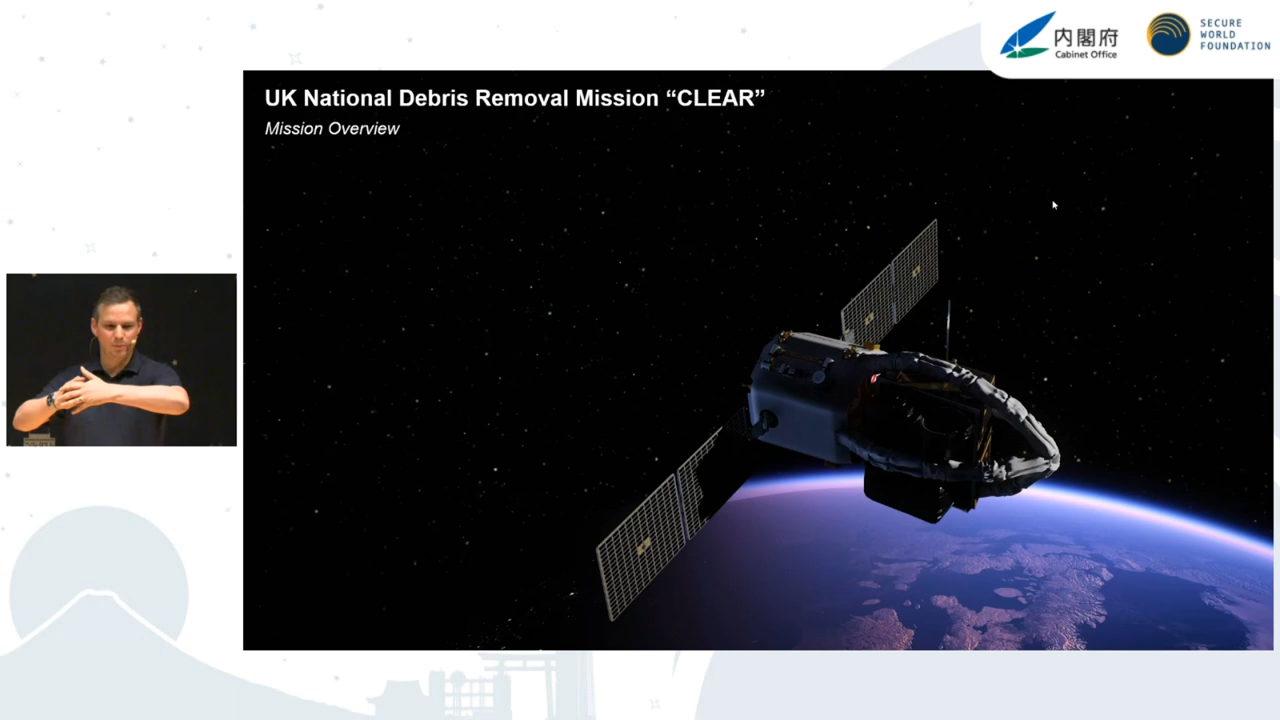 内閣府
Cabinet Office
SECURE
WORLD
FOUNDATION
UK National Debris Removal Mission “CLEAR”
Mission Overview